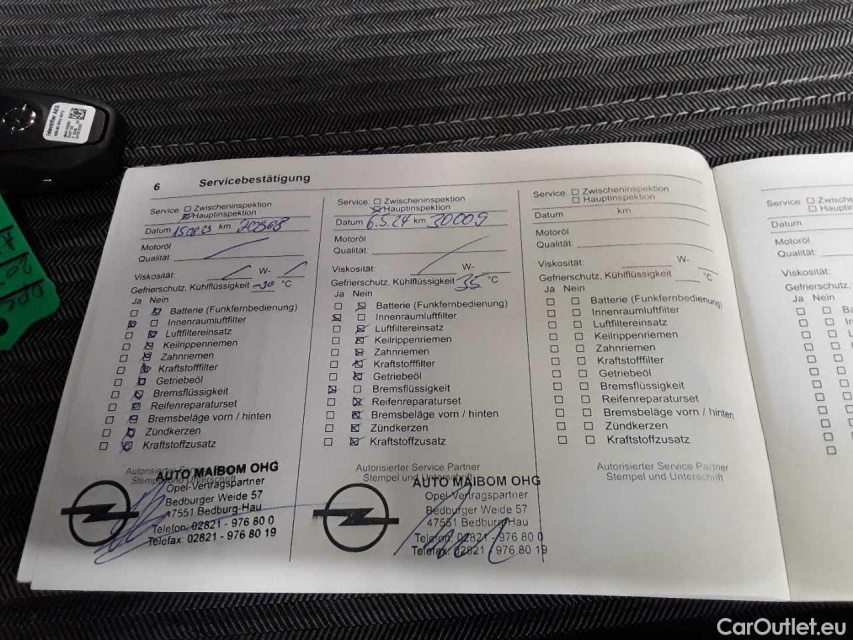 6 Servicebestätigung
Service: Zwischeninspektion
Hauptinspektion
Datum km
Motoröl
Qualität:
Viskosität: W-
Gefrierschutz, Kühlflüssigkeit -30 °C
Ja Nein
Batterie (Funkfernbedienung)
Innenraumluftfilter
Luftfiltereinsatz
Keilrippenriemen
Zahnriemen
Kraftstofffilter
Getriebeöl
Bremsflüssigkeit
Reifenreparaturset
Bremsbeläge vorn / hinten
Zündkerzen
Kraftstoffzusatz
Autorisierter Service
AUTO MAIBOM OHG
Opel-Vertragspartner
Bedburger Weide 57
47551 Bedburg-Hau
Telefon: 02821 - 976 80 0
Telefax: 02821 - 976 80 19
Service: Zwischeninspektion
Hauptinspektion
Datum 6.5.24 km 30009
Motoröl
Qualität:
Viskosität: W-
Gefrierschutz, Kühlflüssigkeit 35 °C
Ja Nein
Batterie (Funkfernbedienung)
Innenraumluftfilter
Luftfiltereinsatz
Keilrippenriemen
Zahnriemen
Kraftstofffilter
Getriebeöl
Bremsflüssigkeit
Reifenreparaturset
Bremsbeläge vorn / hinten
Zündkerzen
Kraftstoffzusatz
Autorisierter Service Partner
Stempel und Unterschrift
AUTO MAIBOM OHG
Opel-Vertragspartner
Bedburger Weide 57
47551 Bedburg-Hau
Telefon: 02821 - 976 80 0
Telefax: 02821 - 976 80 19
Service: Zwischeninspektion
Hauptinspektion
Datum km
Motoröl
Qualität:
Viskosität: W-
Gefrierschutz, Kühlflüssigkeit °C
Ja Nein
Batterie (Funkfernbedienung)
Innenraumluftfilter
Luftfiltereinsatz
Keilrippenriemen
Zahnriemen
Kraftstofffilter
Getriebeöl
Bremsflüssigkeit
Reifenreparaturset
Bremsbeläge vorn / hinten
Zündkerzen
Kraftstoffzusatz
Autorisierter Service Partner
Stempel und Unterschrift
Service:
Datum
Motoröl
Qualität:
Viskosität:
Gefrierschutz,
Ja Nein
CarOutlet.eu